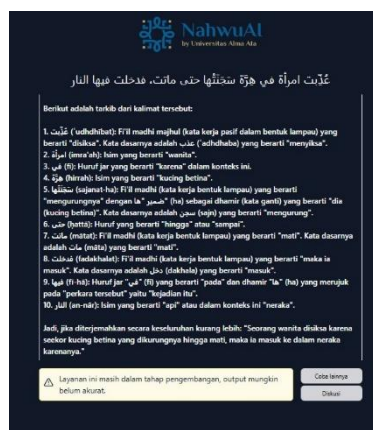 NahwuAI
by Universitas Alma Ata
عُذّبت امرأة في هِرَّة سجَنَتْها حتى ماتت، فدخلت فيها النار
Berikut adalah tarkib dari kalimat tersebut:
1. عُذّبت ('udhdhibat): Fi'il madhi majhul (kata kerja pasif dalam bentuk lampau) yang
berarti "disiksa". Kata dasarnya adalah عذب ('adhdhaba) yang berarti "menyiksa".
2. امرأة (imra'ah): Isim yang berarti "wanita".
3. في (fi): Huruf jar yang berarti "karena" dalam konteks ini.
4. هِرَّة (hirrah): Isim yang berarti "kucing betina".
5. سجَنَتْها (sajanat-ha): Fi'il madhi (kata kerja bentuk lampau) yang berarti
"mengurungnya" dengan ضمير "ها" (ha) sebagai dhamir (kata ganti) yang berarti "dia
(kucing betina)". Kata dasarnya adalah سجن (sajn) yang berarti "mengurung".
6. حتى (hattā): Huruf yang berarti "hingga" atau "sampai".
7. ماتت (mātat): Fi'il madhi (kata kerja bentuk lampau) yang berarti "mati". Kata dasarnya
adalah مات (māta) yang berarti "mati".
8. فدخلت (fadakhalat): Fi'il madhi (kata kerja bentuk lampau) yang berarti "maka ia
masuk". Kata dasarnya adalah دخل (dakhala) yang berarti "masuk".
9. فيها (fi-hā): Huruf jar "في" (fi) yang berarti "pada" dan dhamir "ها" (ha) yang merujuk
pada "perkara tersebut" yaitu "kejadian itu".
10. النار (an-nār): Isim yang berarti "api" atau dalam konteks ini "neraka".
Jadi, jika diterjemahkan secara keseluruhan kurang lebih: "Seorang wanita disiksa karena
seekor kucing betina yang dikurungnya hingga mati, maka ia masuk ke dalam neraka
karenanya."
Layanan ini masih dalam tahap pengembangan, output mungkin
belum akurat.
Coba lainnya
Diskusi